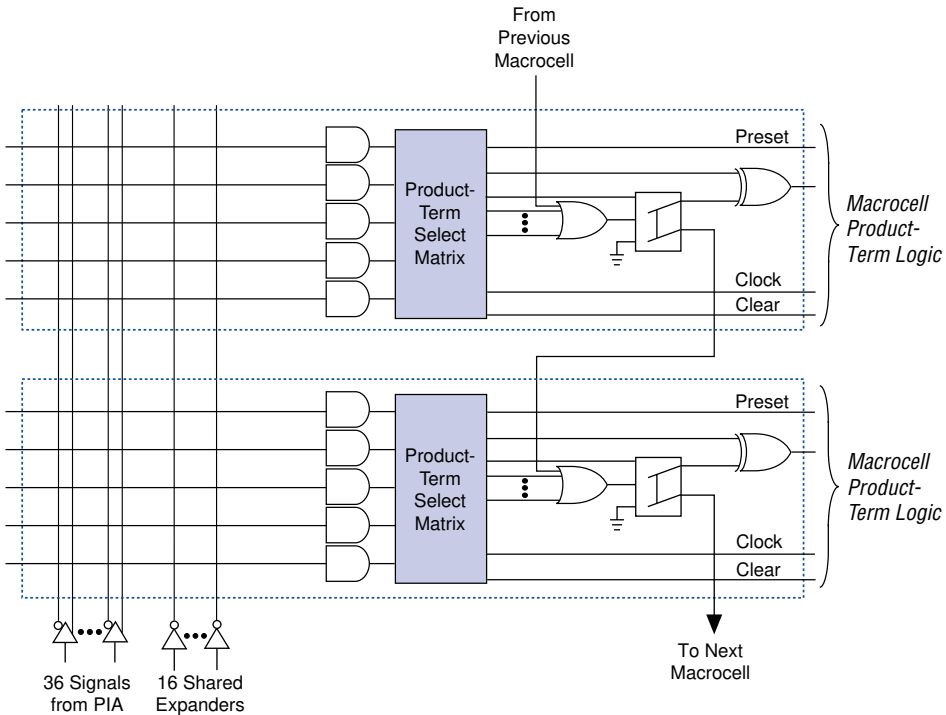 From
Previous
Macrocell
Preset
Product-
Term
Select
Matrix
Macrocell
Product-
Term Logic
Clock
Clear
Preset
Product-
Term
Select
Matrix
Macrocell
Product-
Term Logic
Clock
Clear
To Next
Macrocell
36 Signals
from PIA
16 Shared
Expanders